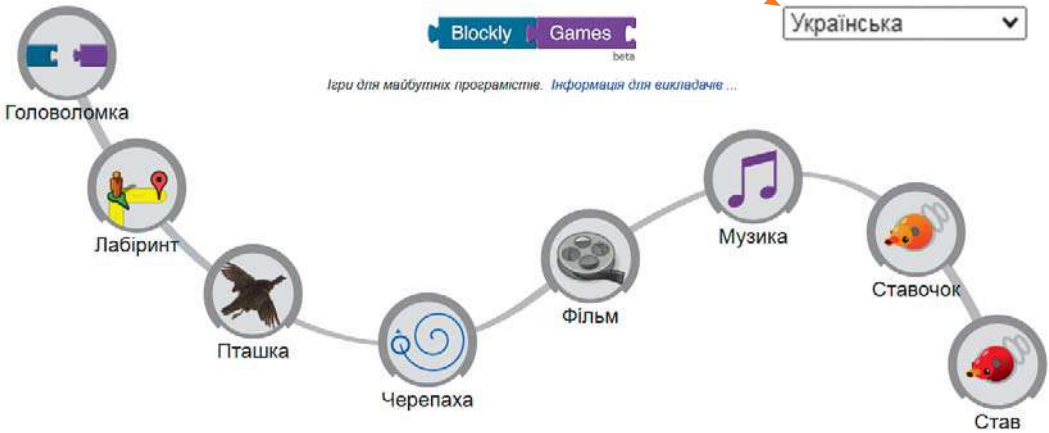 Blockly Games
beta
Українська
Ігри для майбутніх програмістів. Інформація для викладачів ...
Головоломка
Лабіринт
Пташка
Черепаха
Фільм
Музика
Ставочок
Став